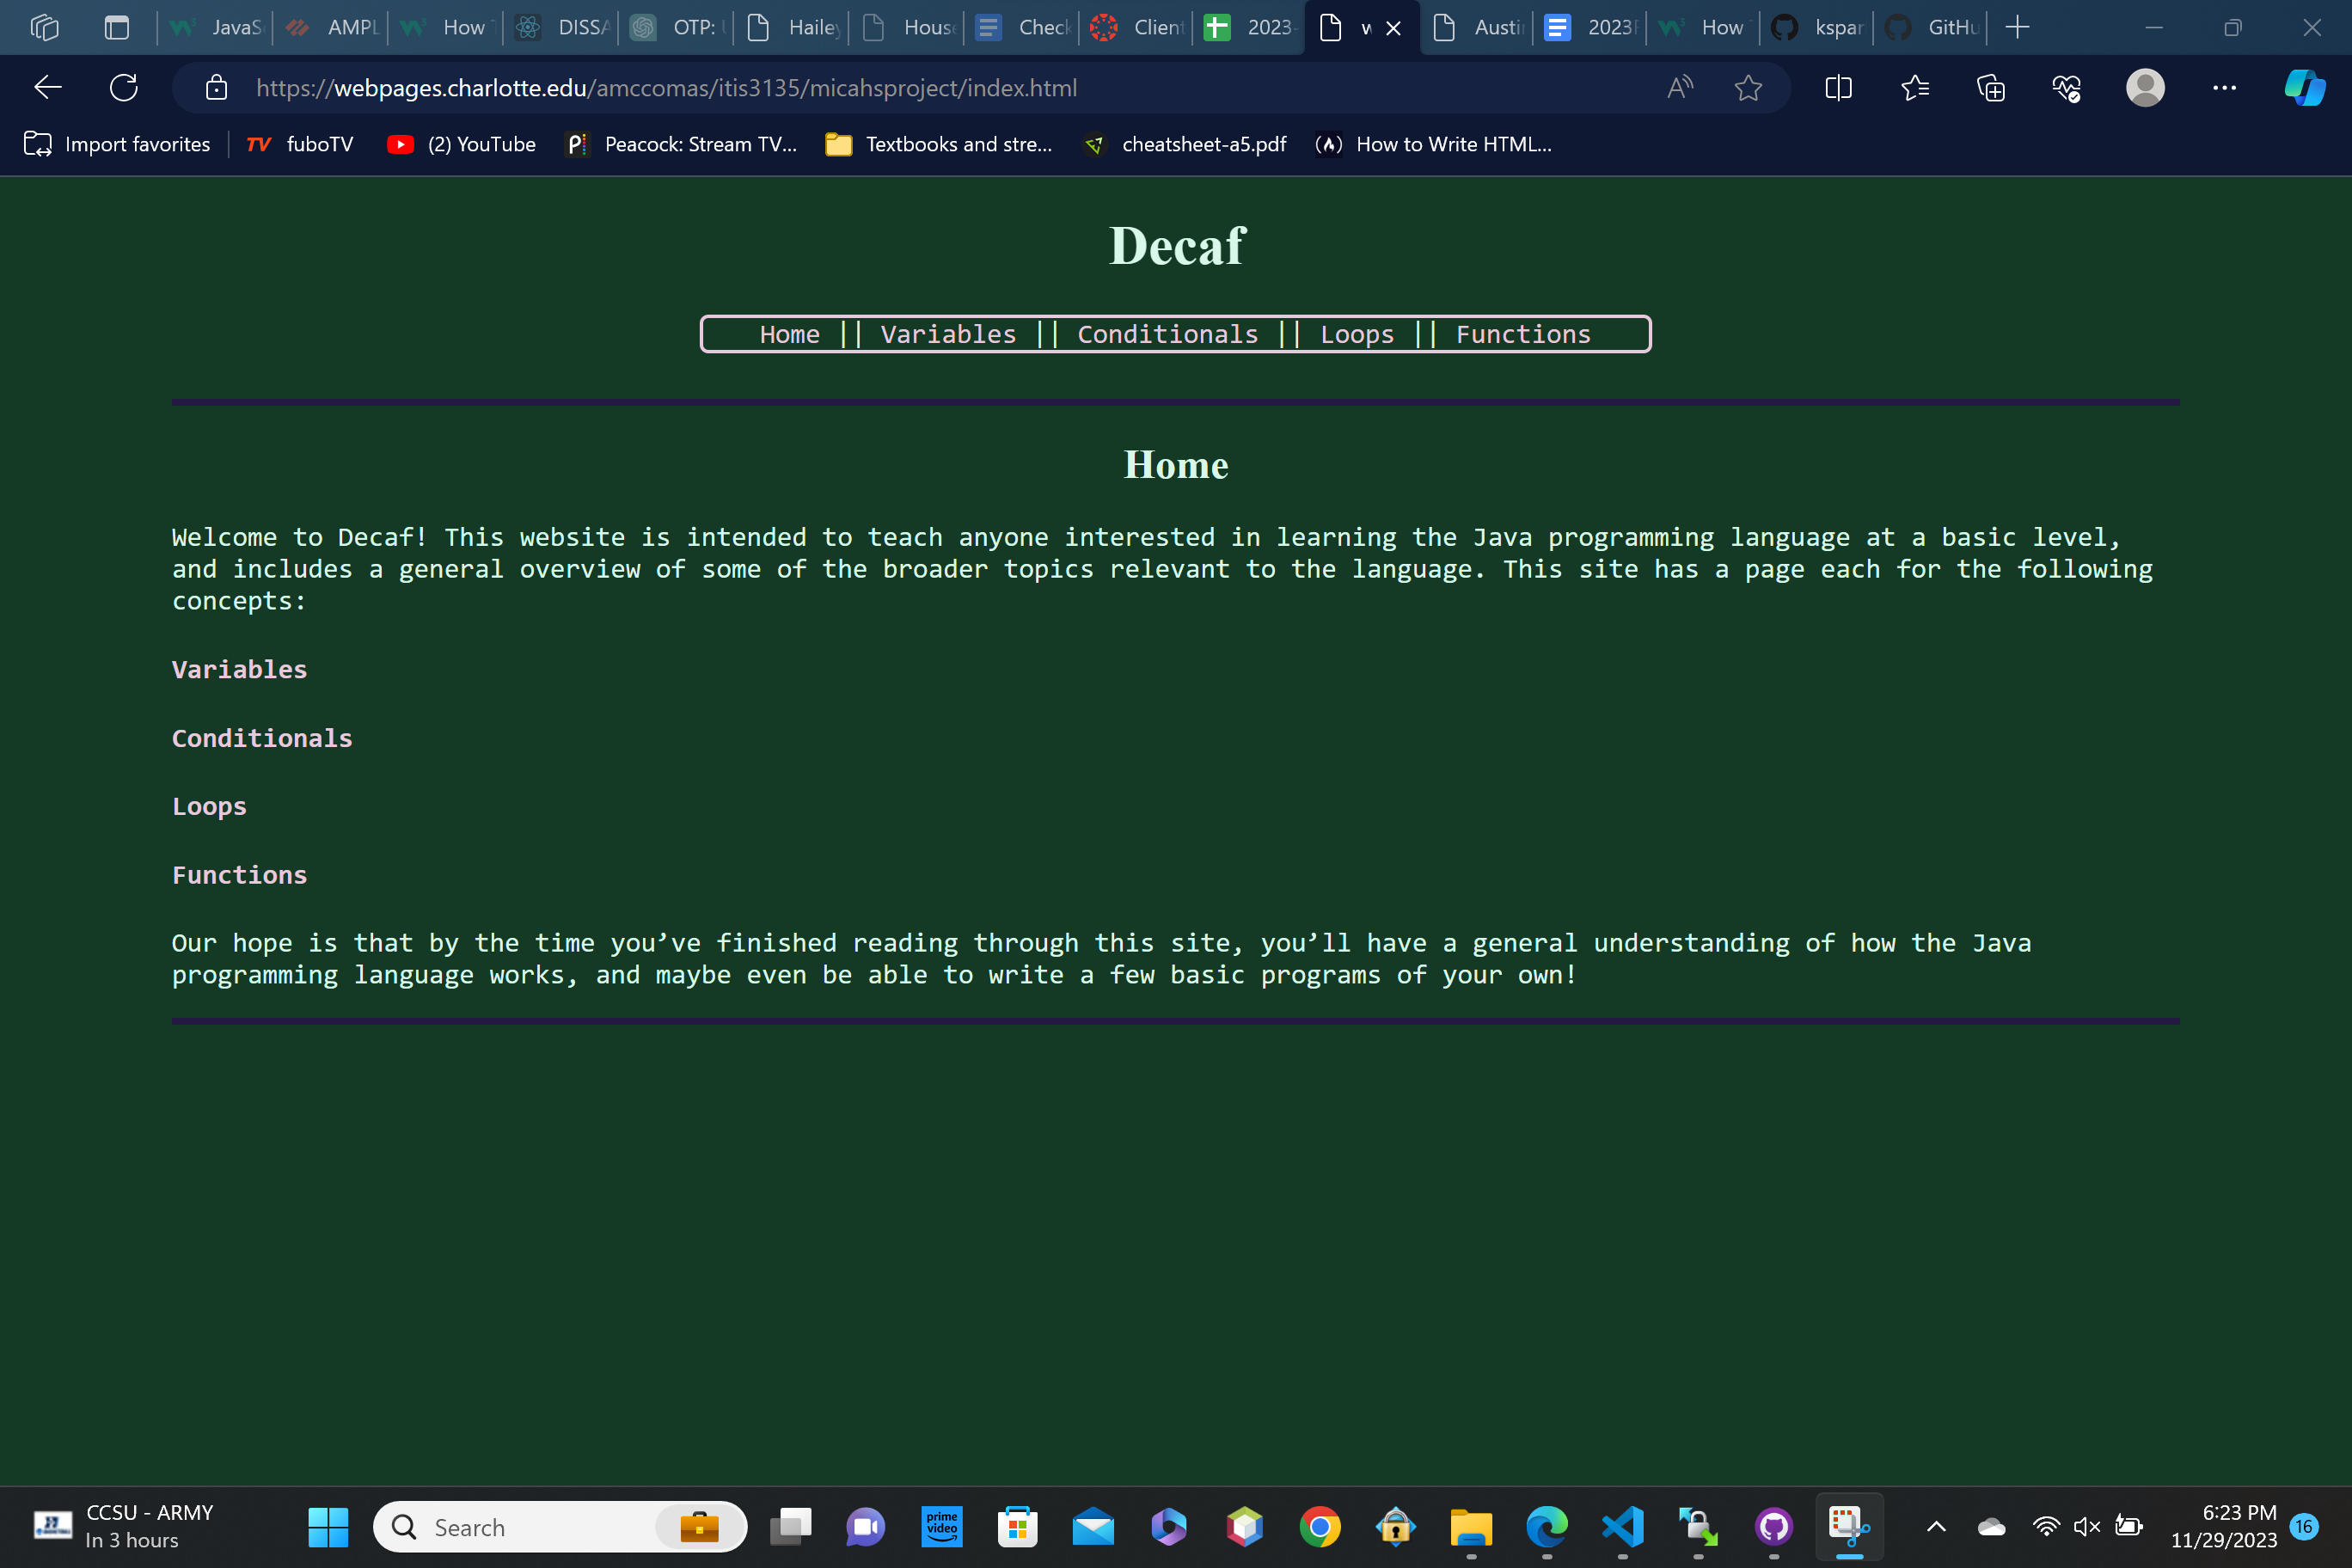 JavaS AMPL How DISSA OTP: Hailey House Check Client 2023- w Austi 2023F How kspar GitHu
https://webpages.charlotte.edu/amccomas/itis3135/micahsproject/index.html
Import favorites TV fuboTV (2) YouTube Peacock: Stream TV... Textbooks and stre... cheatsheet-a5.pdf How to Write HTML...
Decaf
Home || Variables || Conditionals || Loops || Functions
Home
Welcome to Decaf! This website is intended to teach anyone interested in learning the Java programming language at a basic level,
and includes a general overview of some of the broader topics relevant to the language. This site has a page each for the following
concepts:
Variables
Conditionals
Loops
Functions
Our hope is that by the time you’ve finished reading through this site, you’ll have a general understanding of how the Java
programming language works, and maybe even be able to write a few basic programs of your own!
CCSU - ARMY
In 3 hours
Search
prime video
6:23 PM
11/29/2023
16